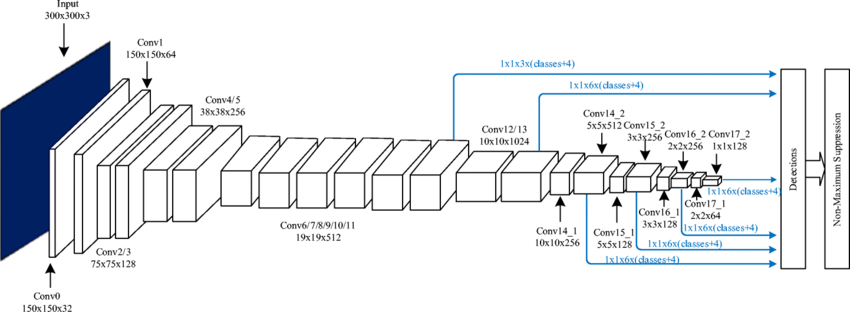 Input
300x300x3
Conv1
150x150x64
Conv4/5
38x38x256
1x1x3x(classes+4)
1x1x6x(classes+4)
Conv12/13
10x10x1024
Conv14_2
5x5x512
Conv15_2
3x3x256
Conv16_2
2x2x256
Conv17_2
1x1x128
1x1x6x(classes+4)
Conv0
150x150x32
Conv2/3
75x75x128
Conv6/7/8/9/10/11
19x19x512
Conv14_1
10x10x256
Conv15_1
5x5x128
Conv16_1
3x3x128
Conv17_1
2x2x64
1x1x6x(classes+4)
1x1x6x(classes+4)
1x1x6x(classes+4)
Detections
Non-Maximum Suppression